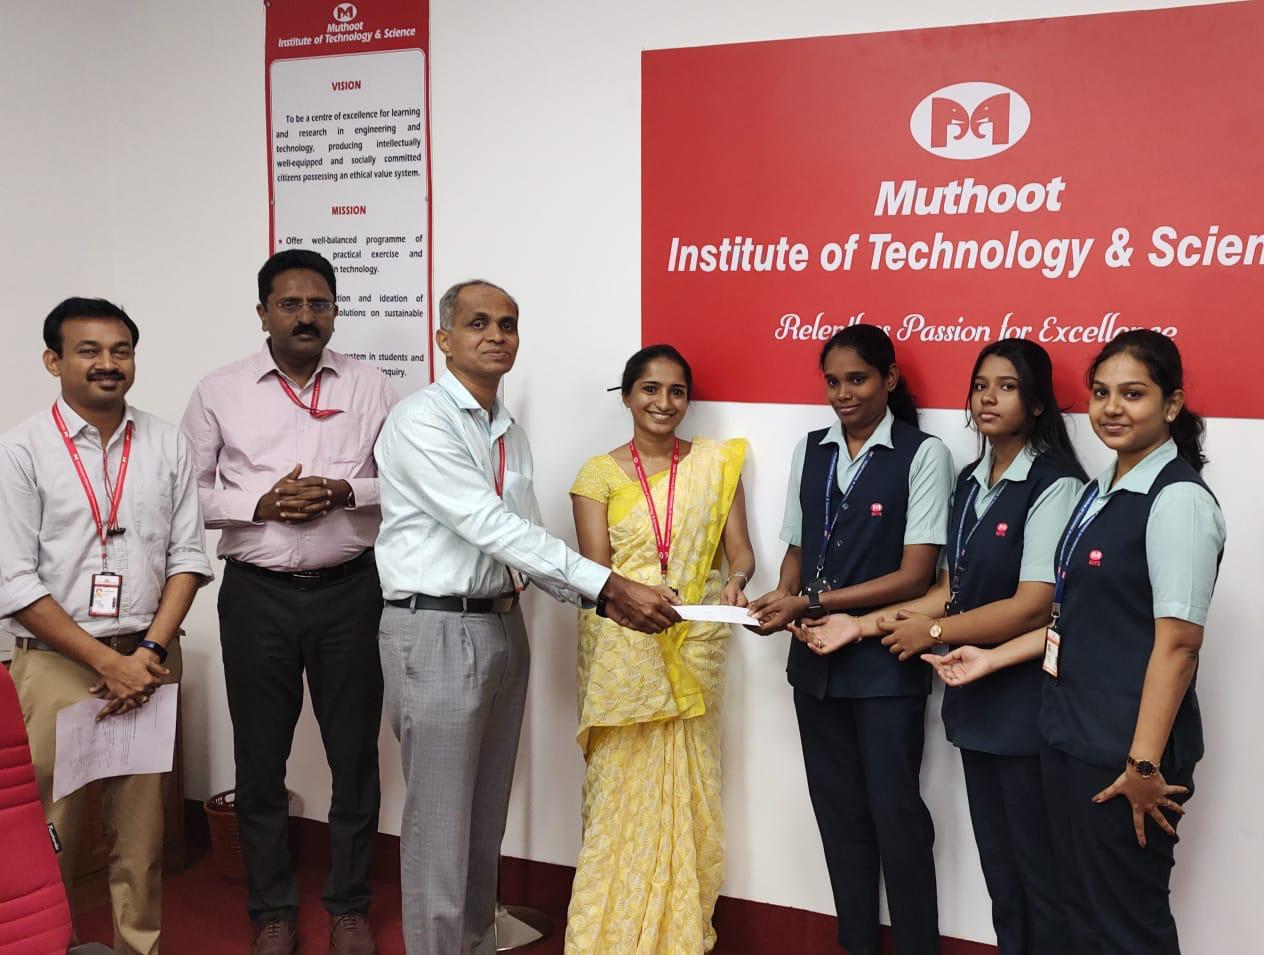 Muthoot
Institute of Technology & Science
VISION
To be a centre of excellence for learning
and research in engineering and
technology, producing intellectually
well-equipped and socially committed
citizens possessing an ethical value system.
MISSION
Offer well-balanced programme of
practical exercise and
technology.
and ideation of
on sustainable
in students and
inquiry.
Muthoot
Institute of Technology & Scien
Relentless Passion for Excellence
MITS
MITS
MITS